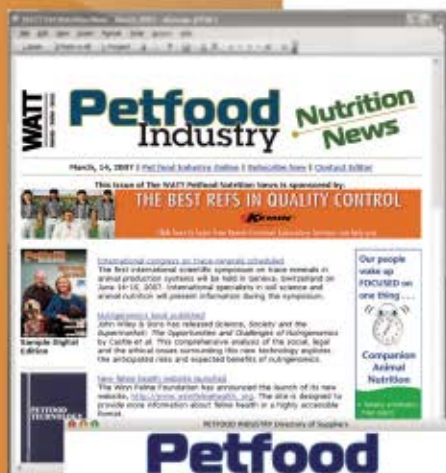 WATT
Petfood
Industry
Nutrition
News
March, 14, 2007 | Pet Food Industry Online | Subscribe Now | Contact Editor
This issue of The WATT Petfood Nutrition News is sponsored by:
THE BEST REFS IN QUALITY CONTROL
KEMIN
International congress on trace minerals scheduled
The first international scientific symposium on trace minerals in
animal production systems will be held in Geneva, Switzerland on
June 14-15, 2007. International specialists in soil science and
animal nutrition will present information during the symposium.
Nutrigenomics book published
John Wiley & Sons has released Science, Society and the
Supermarket: The Opportunities and Challenges of Nutrigenomics
by Castle et al. This comprehensive analysis of the social, legal
and the ethical issues surrounding this new technology explores
the anticipated risks and expected benefits of nutrigenomics.
New feline health website launched
The Winn Feline Foundation has announced the launch of its new
website, http://www.winnfelinehealth.org. The site is designed to
provide more information about feline health in a highly accessible
format.
Sample Digital
Edition
PETFOOD
TECHNOLOGY
Our people
wake up
FOCUSED on
one thing . . .
Companion
Animal
Nutrition
PETFOOD INDUSTRY Directory of Suppliers
Petfood